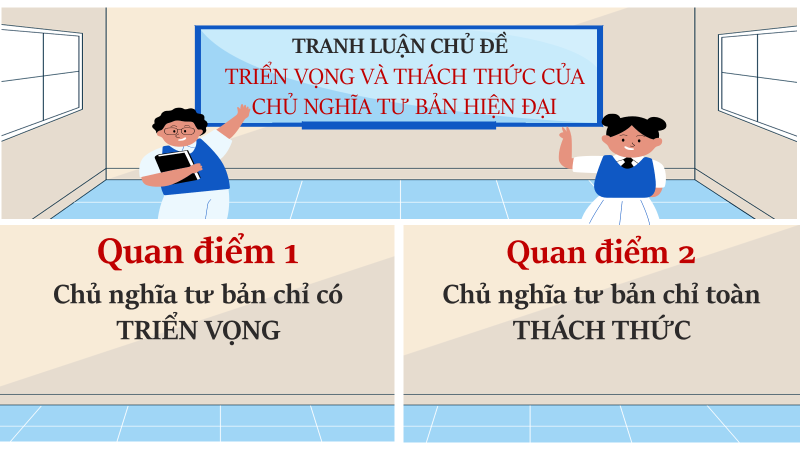 TRANH LUẬN CHỦ ĐỀ
TRIỂN VỌNG VÀ THÁCH THỨC CỦA
CHỦ NGHĨA TƯ BẢN HIỆN ĐẠI
Quan điểm 1
Chủ nghĩa tư bản chỉ có
TRIỂN VỌNG
Quan điểm 2
Chủ nghĩa tư bản chỉ toàn
THÁCH THỨC